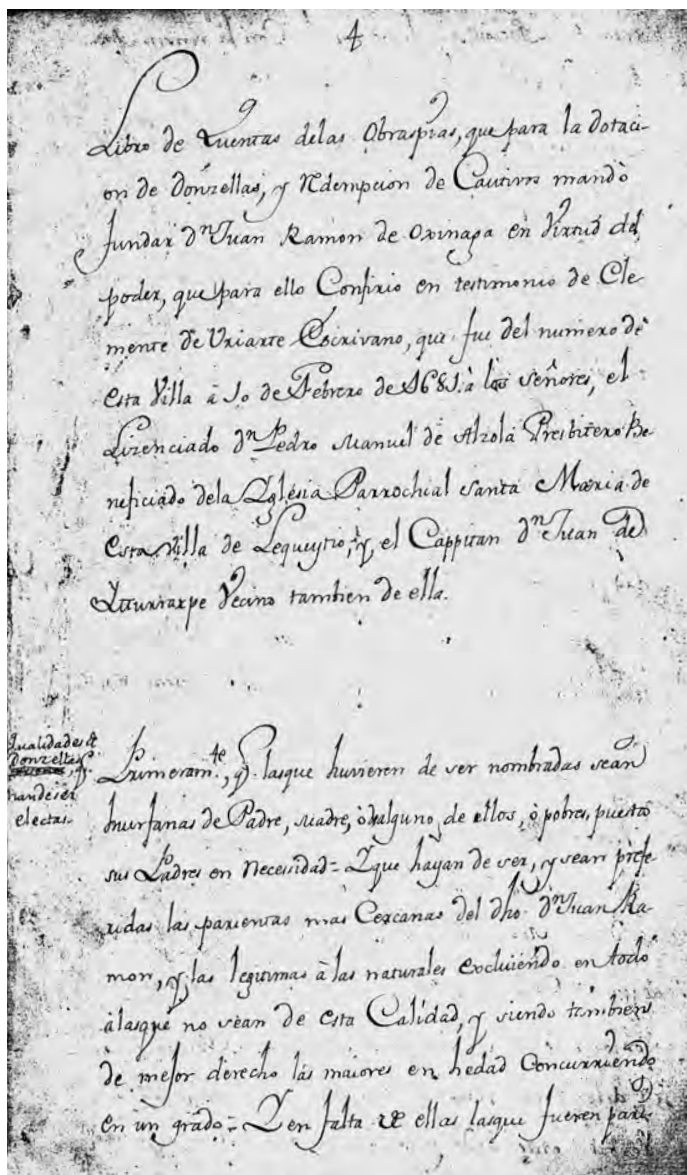 4
Libro de Quentas delas Obraspias, que para la dotaci-
on de donzellas, y Rdempcion de Cautivos mandò
fundar Dn Juan Ramon de Oxinaga en Virtud del
poder, que para ello Confirio en testimonio de Cle-
mente de Uriarte Escrivano, que fue del numero de
esta Villa à 10 de Febrero de 1681. à los señores, el
Lizenciado Dn Pedro Manuel de Alzola Presbitero Be-
neficiado dela Yglesia Parrochial Santa Maria de
esta Villa de Lequeytio, y, el Cappitan Dn Juan de
Vecino tambien de ella.
qualidades de
donzellas, q.
han de ser
electas.
Primeram.te, q. lasque huvieren de ser nombradas sean
huerfanas de Padre, Madre, ò de alguno de ellos, ò pobres, puesto
sus Padres en necessidad = Y que hayan de ser, y sean prefe
ridas las parientas mas Cercanas del dho. Dn Juan Ra-
mon, y las legitimas à las naturales excluiendo en todo
à lasque no sean de esta Calidad, y siendo tambien
de mejor derecho las maiores en hedad Concurriendo
en un grado = Y en falta de ellas lasque fueren pari-